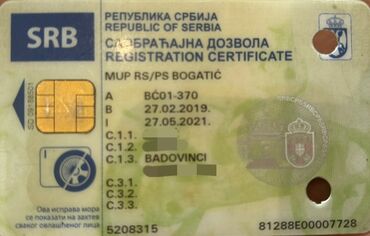 SRB
РЕПУБЛИКА СРБИЈА
REPUBLIC OF SERBIA
САОБРАЋАЈНА ДОЗВОЛА
REGISTRATION CERTIFICATE
MUP RS/PS BOGATIĆ
A BĆ01-370
B 27.02.2019.
I 27.05.2021.
C.1.1.
C.1.2.
C.1.3. BADOVINCI
C.3.1.
C.3.2.
C.3.3.
Ова исправа мора
се показати на захтев
сваког овлашћеног лица
5208315
81288E00007728